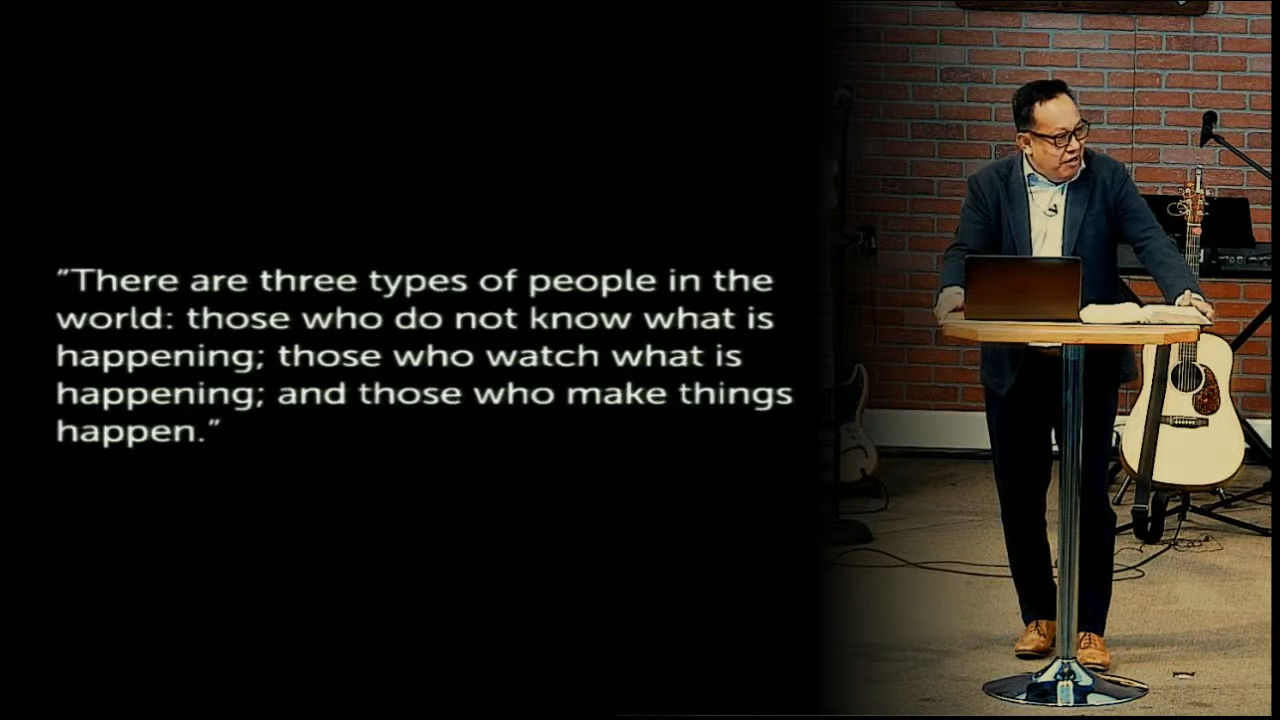 “There are three types of people in the
world: those who do not know what is
happening; those who watch what is
happening; and those who make things
happen.”